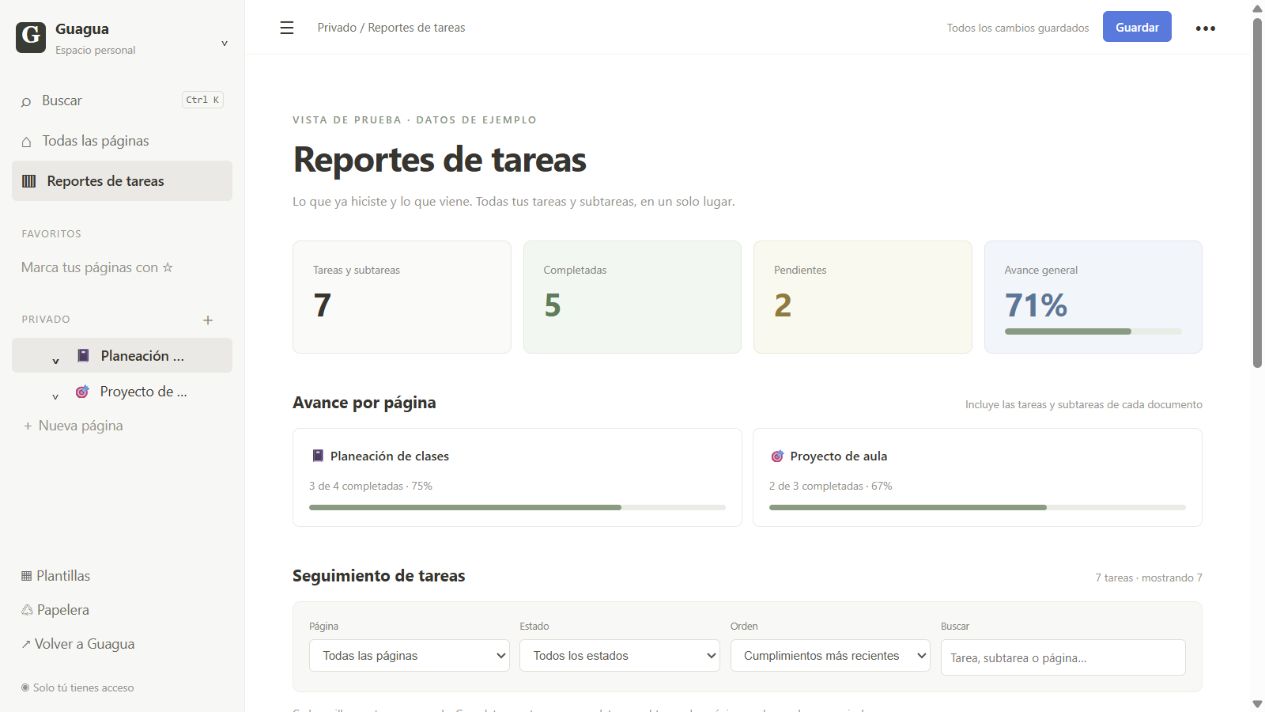 G
Guagua
Espacio personal
Buscar
Ctrl K
Todas las páginas
Reportes de tareas
FAVORITOS
Marca tus páginas con ☆
PRIVADO +
Planeación ...
Proyecto de ...
+ Nueva página
Plantillas
Papelera
↗ Volver a Guagua
Solo tú tienes acceso
Privado / Reportes de tareas
Todos los cambios guardados
Guardar
VISTA DE PRUEBA · DATOS DE EJEMPLO
Reportes de tareas
Lo que ya hiciste y lo que viene. Todas tus tareas y subtareas, en un solo lugar.
Tareas y subtareas
7
Completadas
5
Pendientes
2
Avance general
71%
Avance por página
Incluye las tareas y subtareas de cada documento
Planeación de clases
3 de 4 completadas · 75%
Proyecto de aula
2 de 3 completadas · 67%
Seguimiento de tareas
7 tareas · mostrando 7
Página
Todas las páginas
Estado
Todos los estados
Orden
Cumplimientos más recientes
Buscar
Tarea, subtarea o página...